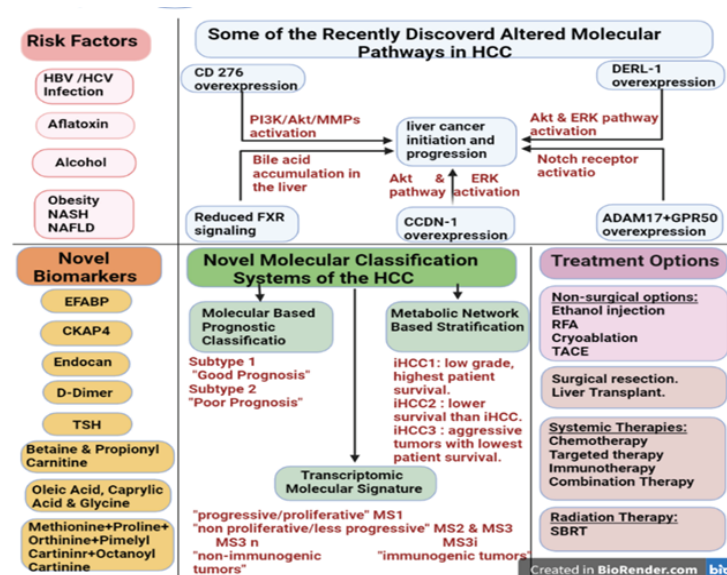 Risk Factors
HBV /HCV
Infection
Aflatoxin
Alcohol
Obesity
NASH
NAFLD
Some of the Recently Discoverd Altered Molecular
Pathways in HCC
CD 276
overexpression
DERL-1
overexpression
PI3K/Akt/MMPs
activation
liver cancer
initiation and
progression
Akt & ERK pathway
activation
Bile acid
accumulation in
the liver
Akt & ERK
pathway activation
Notch receptor
activatio
Reduced FXR
signaling
CCDN-1
overexpression
ADAM17+GPR50
overexpression
Novel
Biomarkers
EFABP
CKAP4
Endocan
D-Dimer
TSH
Betaine & Propionyl
Carnitine
Oleic Acid, Caprylic
Acid & Glycine
Methionine+Proline+
Orthinine+Pimelyl
Cartininr+Octanoyl
Cartinine
Novel Molecular Classification
Systems of the HCC
Molecular Based
Prognostic
Classificatio
Subtype 1
"Good Prognosis"
Subtype 2
"Poor Prognosis"
Metabolic Network
Based Stratification
iHCC1: low grade,
highest patient
survival.
iHCC2 : lower
survival than iHCC.
iHCC3 : aggressive
tumors with lowest
patient survival.
Transcriptomic
Molecular Signature
"progressive/proliferative" MS1
"non proliferative/less progressive" MS2 & MS3
MS3 n MS3i
"non-immunogenic "immunogenic tumors"
tumors"
Treatment Options
Non-surgical options:
Ethanol injection
RFA
Cryoablation
TACE
Surgical resection.
Liver Transplant.
Systemic Therapies:
Chemotherapy
Targeted therapy
Immunotherapy
Combination Therapy
Radiation Therapy:
SBRT
Created in BioRender.com bio